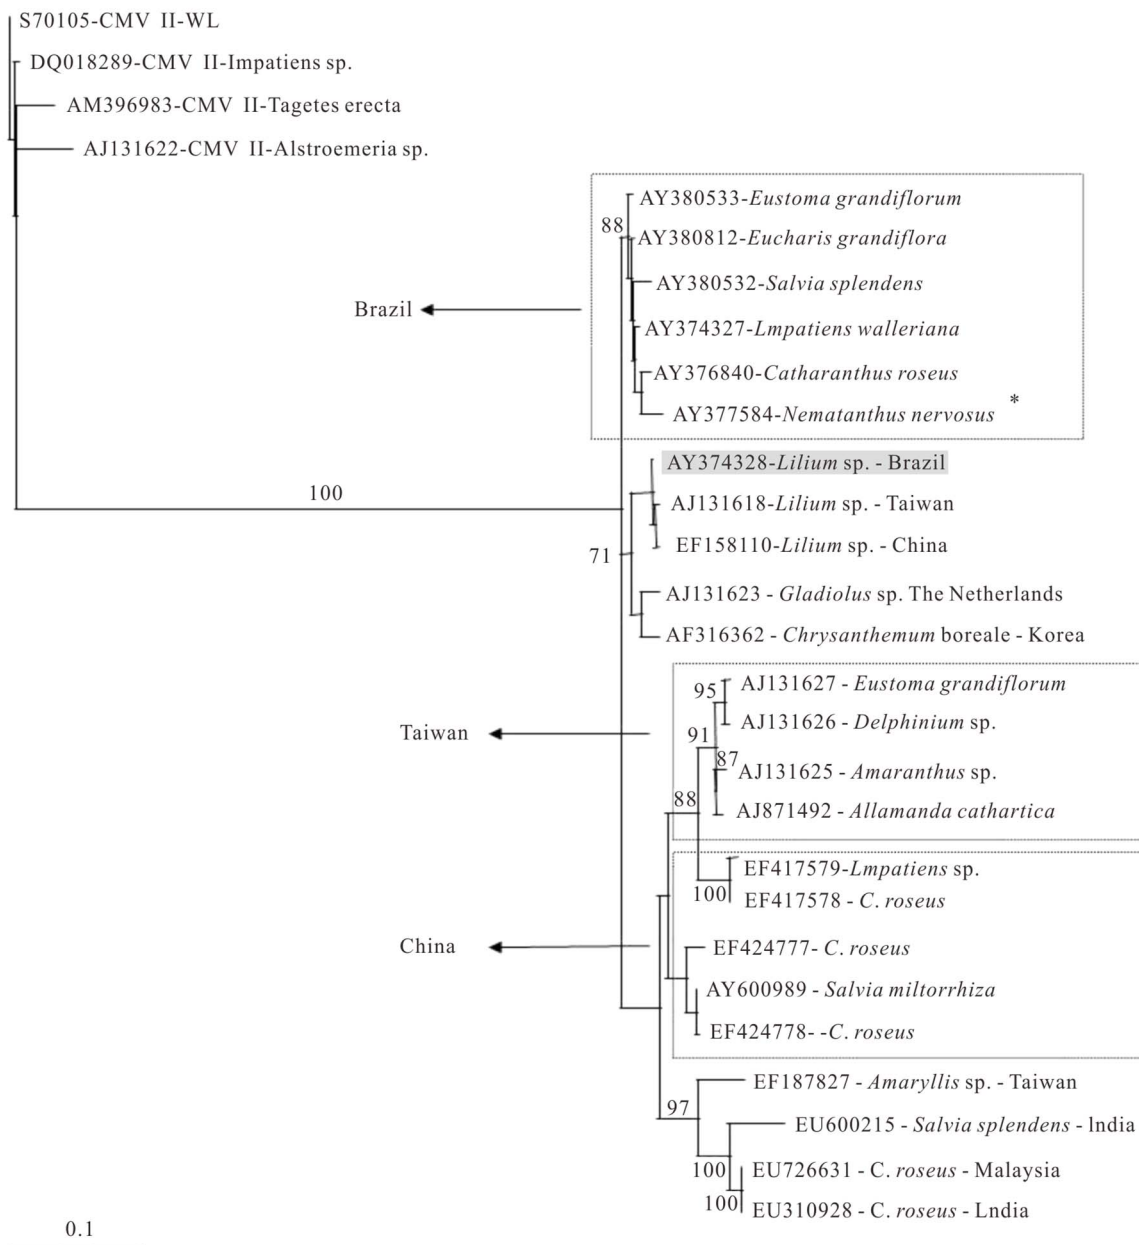 S70105-CMV II-WL
DQ018289-CMV II-Impatiens sp.
AM396983-CMV II-Tagetes erecta
AJ131622-CMV II-Alstroemeria sp.
AY380533-Eustoma grandiflorum
88
AY380812-Eucharis grandiflora
AY380532-Salvia splendens
Brazil
AY374327-Lmpatiens walleriana
AY376840-Catharanthus roseus
AY377584-Nematanthus nervosus *
AY374328-Lilium sp. - Brazil
100
AJ131618-Lilium sp. - Taiwan
EF158110-Lilium sp. - China
71
AJ131623 - Gladiolus sp. The Netherlands
AF316362 - Chrysanthemum boreale - Korea
95
AJ131627 - Eustoma grandiflorum
AJ131626 - Delphinium sp.
Taiwan
91
87
AJ131625 - Amaranthus sp.
88
AJ871492 - Allamanda cathartica
EF417579-Lmpatiens sp.
100
EF417578 - C. roseus
China
EF424777- C. roseus
AY600989 - Salvia miltorrhiza
EF424778- -C. roseus
EF187827 - Amaryllis sp. - Taiwan
97
EU600215 - Salvia splendens - lndia
100
EU726631 - C. roseus - Malaysia
100
EU310928 - C. roseus - Lndia
0.1